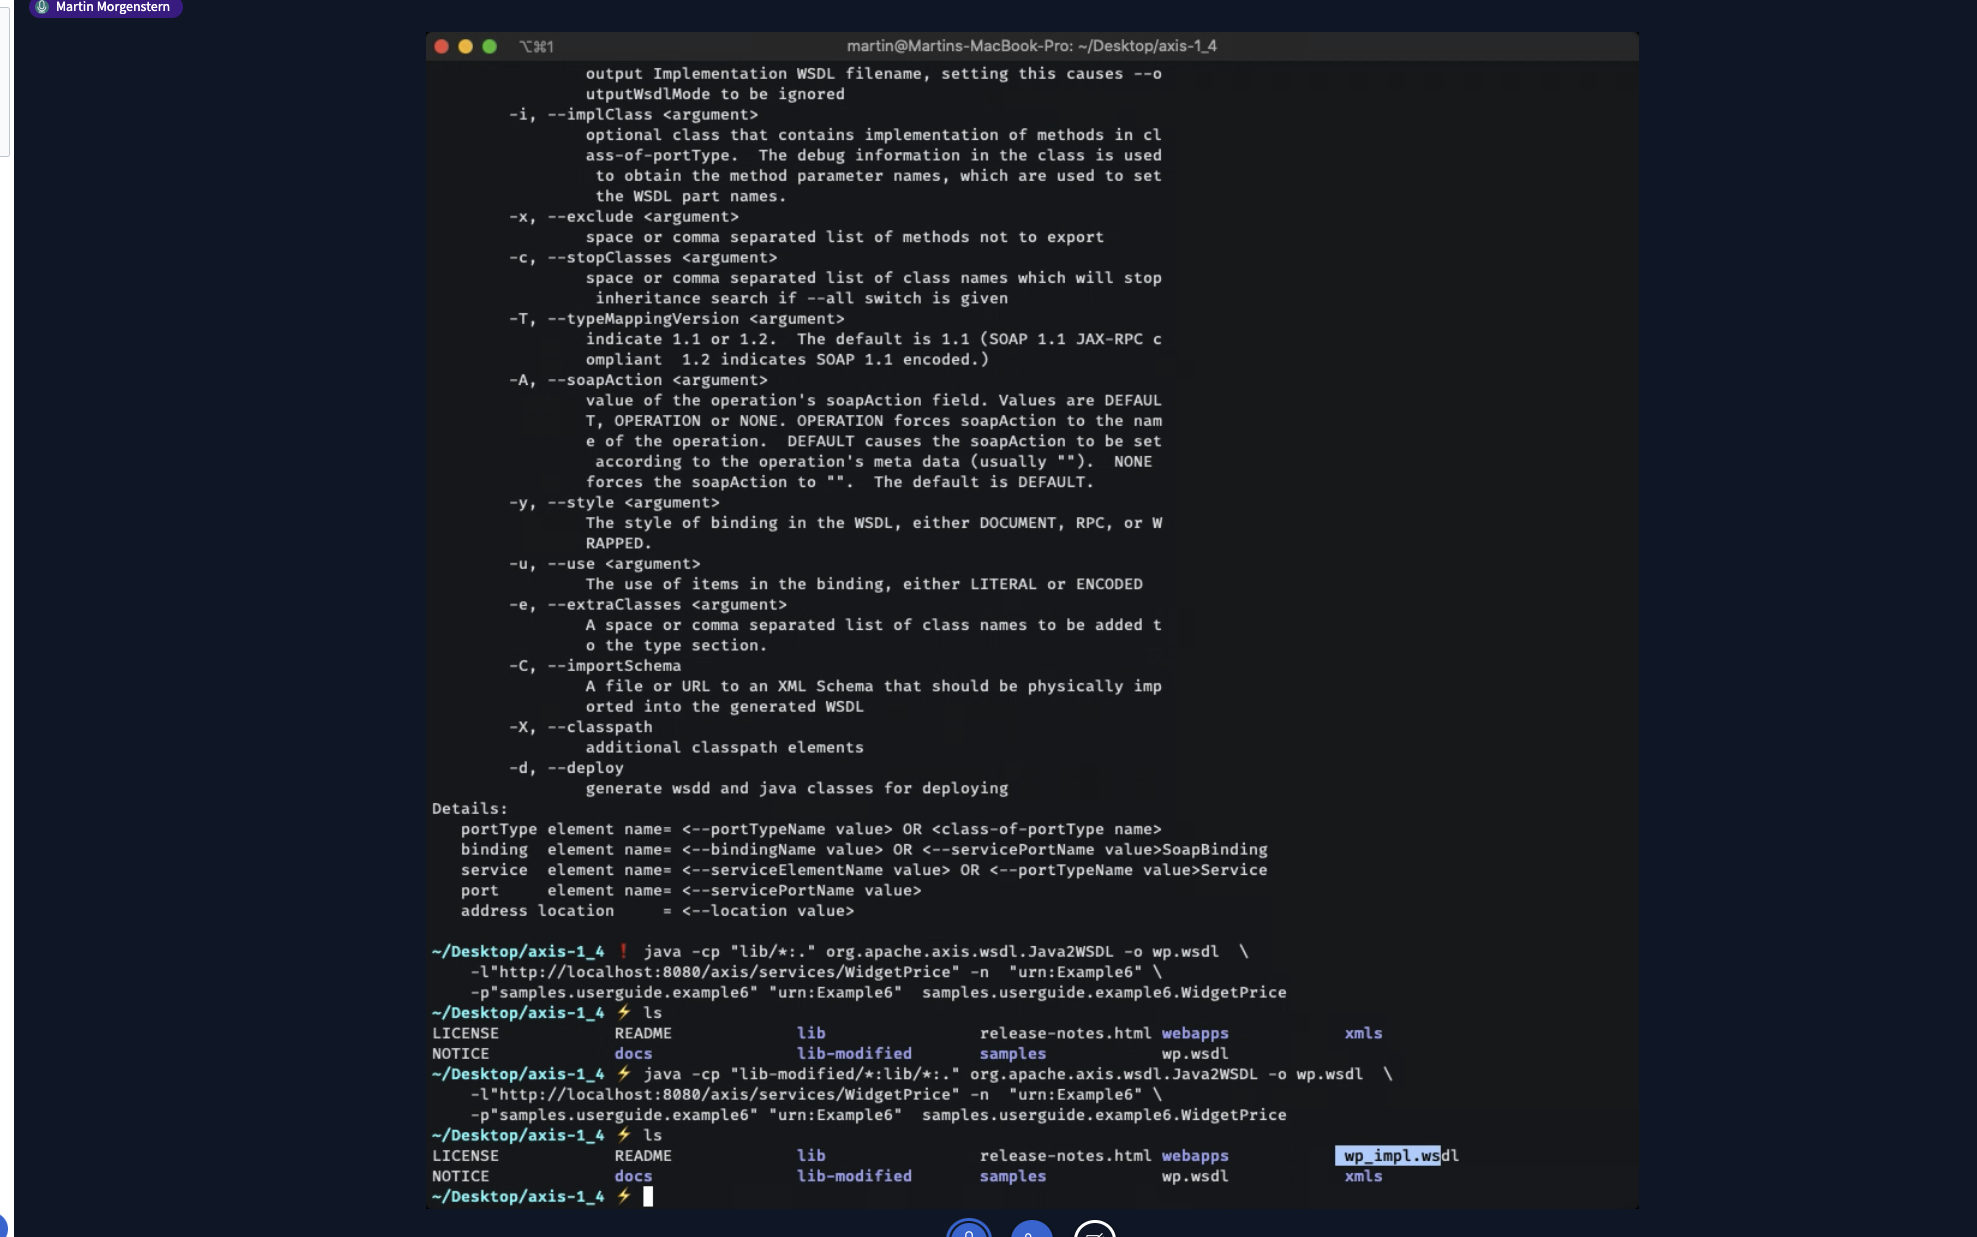 Martin Morgenstern
⌥⌘1
martin@Martins-MacBook-Pro: ~/Desktop/axis-1_4
output Implementation WSDL filename, setting this causes --o
utputWsdlMode to be ignored
-i, --implClass <argument>
optional class that contains implementation of methods in cl
ass-of-portType.  The debug information in the class is used
to obtain the method parameter names, which are used to set
the WSDL part names.
-x, --exclude <argument>
space or comma separated list of methods not to export
-c, --stopClasses <argument>
space or comma separated list of class names which will stop
inheritance search if --all switch is given
-T, --typeMappingVersion <argument>
indicate 1.1 or 1.2.  The default is 1.1 (SOAP 1.1 JAX-RPC c
ompliant  1.2 indicates SOAP 1.1 encoded.)
-A, --soapAction <argument>
value of the operation's soapAction field. Values are DEFAUL
T, OPERATION or NONE. OPERATION forces soapAction to the nam
e of the operation.  DEFAULT causes the soapAction to be set
according to the operation's meta data (usually "").  NONE
forces the soapAction to "".  The default is DEFAULT.
-y, --style <argument>
The style of binding in the WSDL, either DOCUMENT, RPC, or W
RAPPED.
-u, --use <argument>
The use of items in the binding, either LITERAL or ENCODED
-e, --extraClasses <argument>
A space or comma separated list of class names to be added t
o the type section.
-C, --importSchema
A file or URL to an XML Schema that should be physically imp
orted into the generated WSDL
-X, --classpath
additional classpath elements
-d, --deploy
generate wsdd and java classes for deploying
Details:
portType element name= <--portTypeName value> OR <class-of-portType name>
binding  element name= <--bindingName value> OR <--servicePortName value>SoapBinding
service  element name= <--serviceElementName value> OR <--portTypeName value>Service
port     element name= <--servicePortName value>
address location     = <--location value>
~/Desktop/axis-1_4 ❗ java -cp "lib/*:." org.apache.axis.wsdl.Java2WSDL -o wp.wsdl  \
-l"http://localhost:8080/axis/services/WidgetPrice" -n  "urn:Example6" \
-p"samples.userguide.example6" "urn:Example6"  samples.userguide.example6.WidgetPrice
~/Desktop/axis-1_4 ⚡ ls
LICENSE README lib release-notes.html webapps xmls
NOTICE docs lib-modified samples wp.wsdl
~/Desktop/axis-1_4 ⚡ java -cp "lib-modified/*:lib/*:." org.apache.axis.wsdl.Java2WSDL -o wp.wsdl  \
-l"http://localhost:8080/axis/services/WidgetPrice" -n  "urn:Example6" \
-p"samples.userguide.example6" "urn:Example6"  samples.userguide.example6.WidgetPrice
~/Desktop/axis-1_4 ⚡ ls
LICENSE README lib release-notes.html webapps wp_impl.wsdl
NOTICE docs lib-modified samples wp.wsdl xmls
~/Desktop/axis-1_4 ⚡